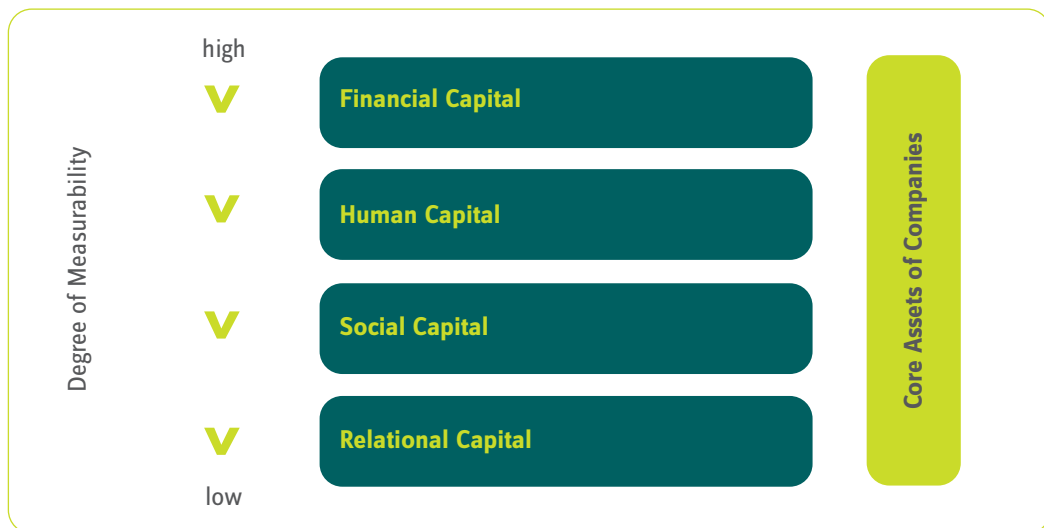 high
Financial Capital
Human Capital
Degree of Measurability
Social Capital
Relational Capital
low
Core Assets of Companies